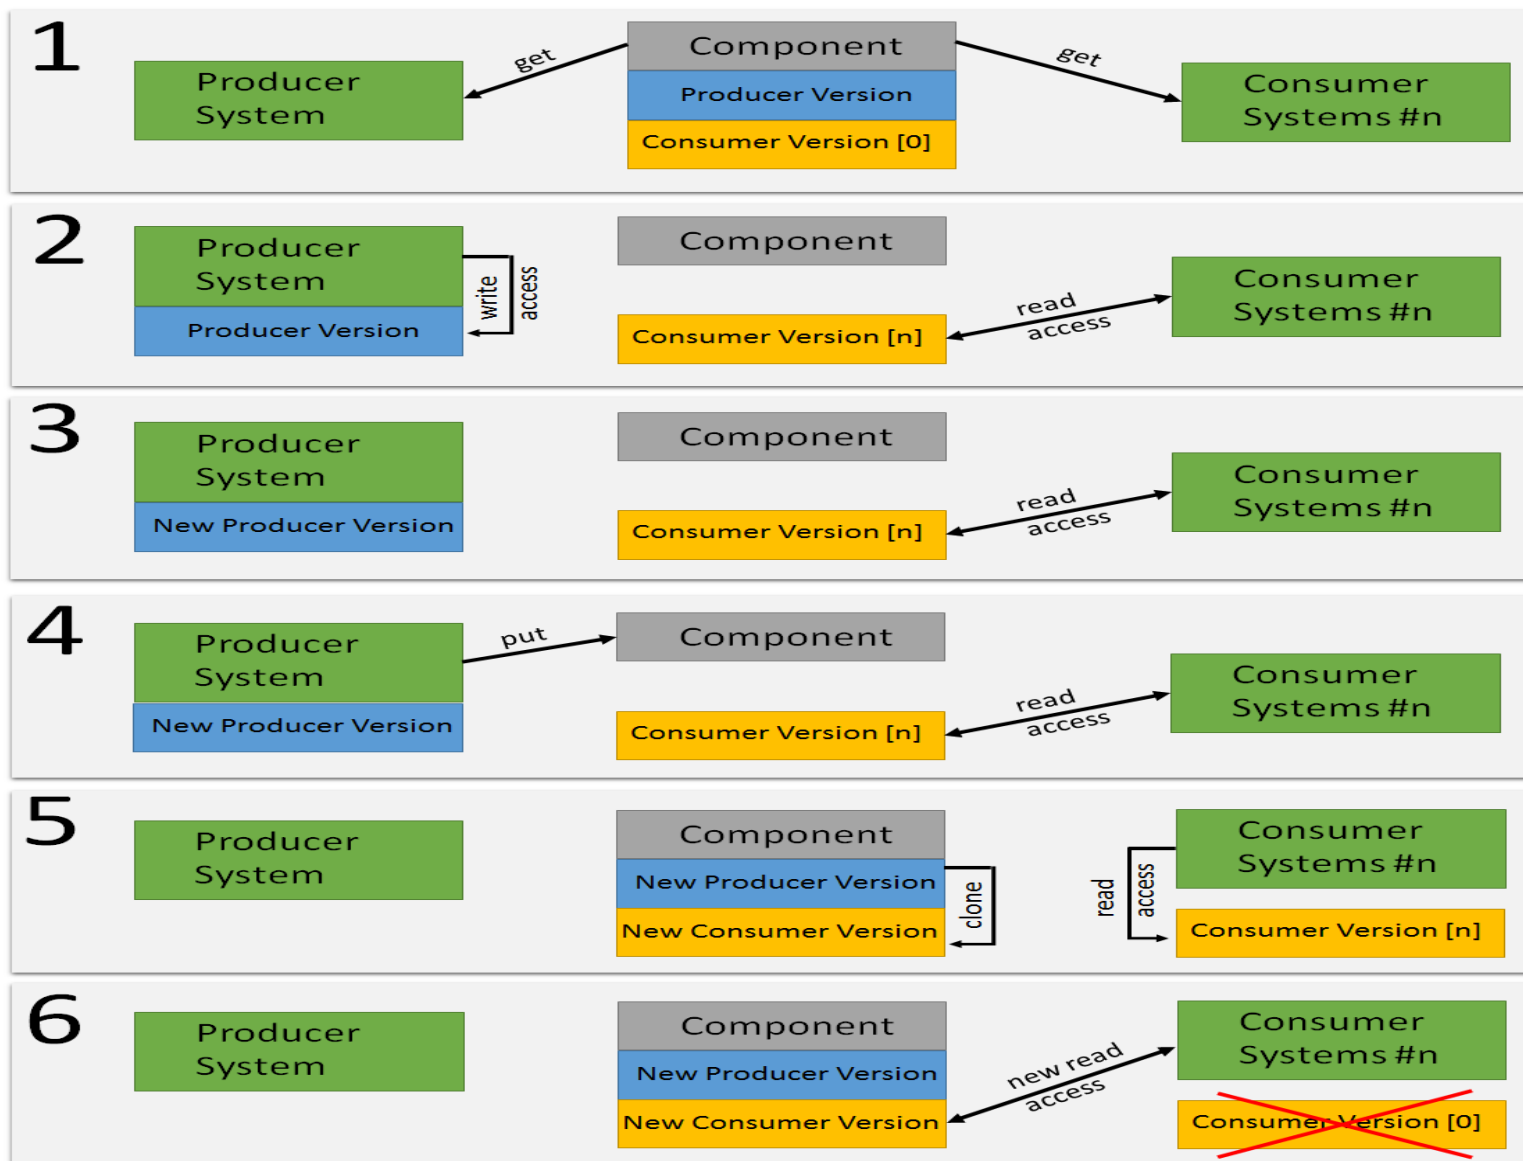 1
Producer
System
get
Component
Producer Version
Consumer Version [0]
get
Consumer
Systems #n
2
Producer
System
Producer Version
write
access
Component
Consumer Version [n]
read
access
Consumer
Systems #n
3
Producer
System
New Producer Version
Component
Consumer Version [n]
read
access
Consumer
Systems #n
4
Producer
System
New Producer Version
put
Component
Consumer Version [n]
read
access
Consumer
Systems #n
5
Producer
System
Component
New Producer Version
New Consumer Version
clone
read
access
Consumer
Systems #n
Consumer Version [n]
6
Producer
System
Component
New Producer Version
New Consumer Version
new read
access
Consumer
Systems #n
Consumer Version [0]